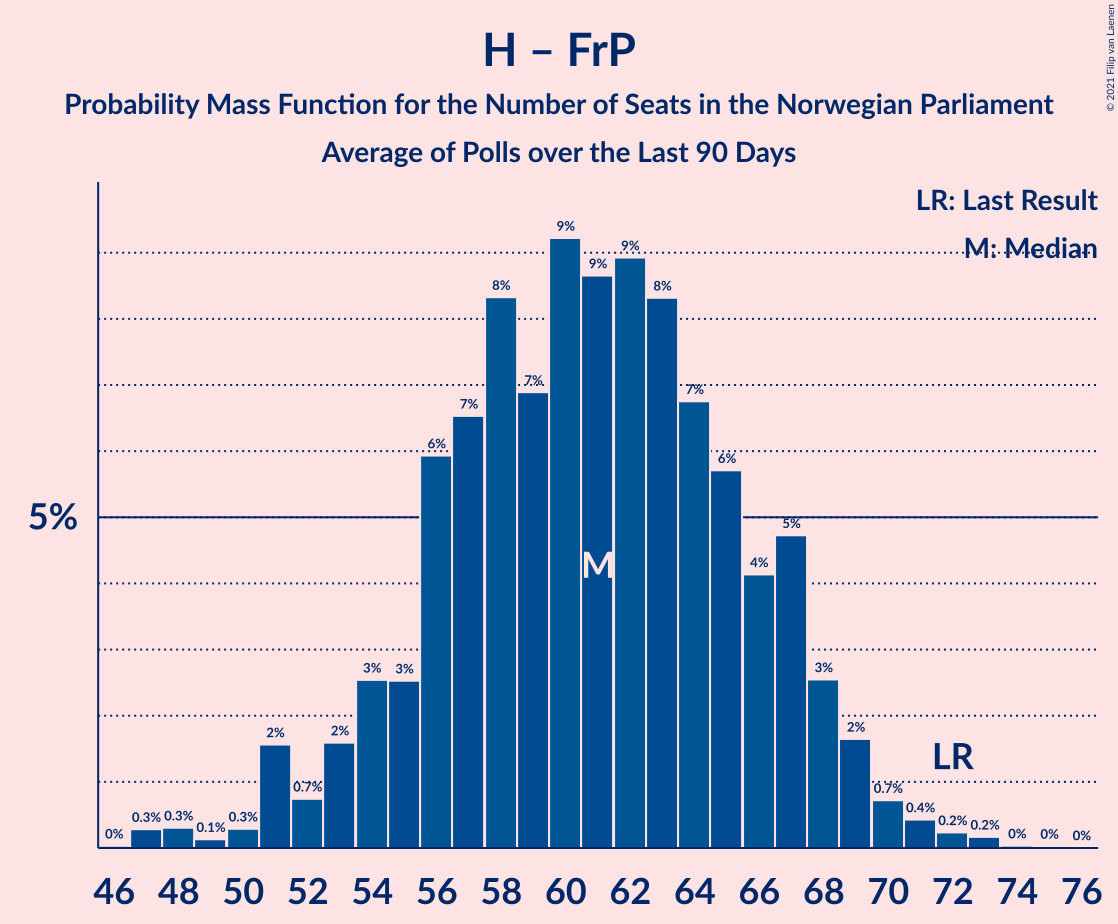 H – FrP
Probability Mass Function for the Number of Seats in the Norwegian Parliament
Average of Polls over the Last 90 Days
© 2021 Filip van Laenen
LR: Last Result
M: Median
5%
0% 0.3% 0.3% 0.1% 0.3% 2% 0.7% 2% 3% 3% 6% 7% 8% 7% 9% 9% 9% 8% 7% 6% 4% 5% 3% 2% 0.7% 0.4% 0.2% 0.2% 0% 0% 0%
M
LR
46 48 50 52 54 56 58 60 62 64 66 68 70 72 74 76